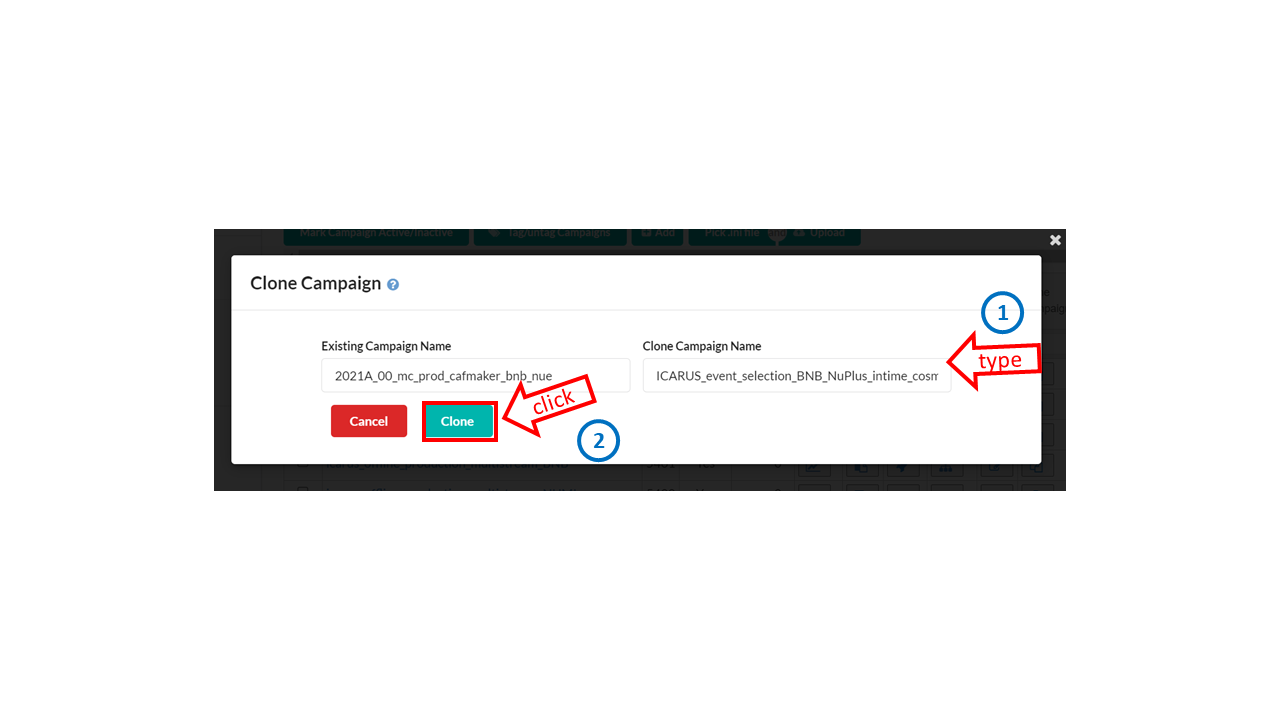 Mark Campaign Active/Inactive Tag/untag Campaigns Add Pick .ini file Upload
Clone Campaign
1
Existing Campaign Name Clone Campaign Name
type
2021A_00_mc_prod_cafmaker_bnb_nue ICARUS_event_selection_BNB_NuPlus_intime_cosm
click
Cancel Clone
2